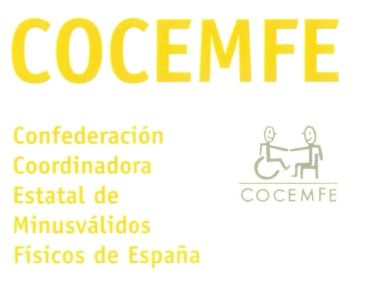 COCEMFE
Confederación
Coordinadora
Estatal de
Minusválidos
Físicos de España
COCEMFE